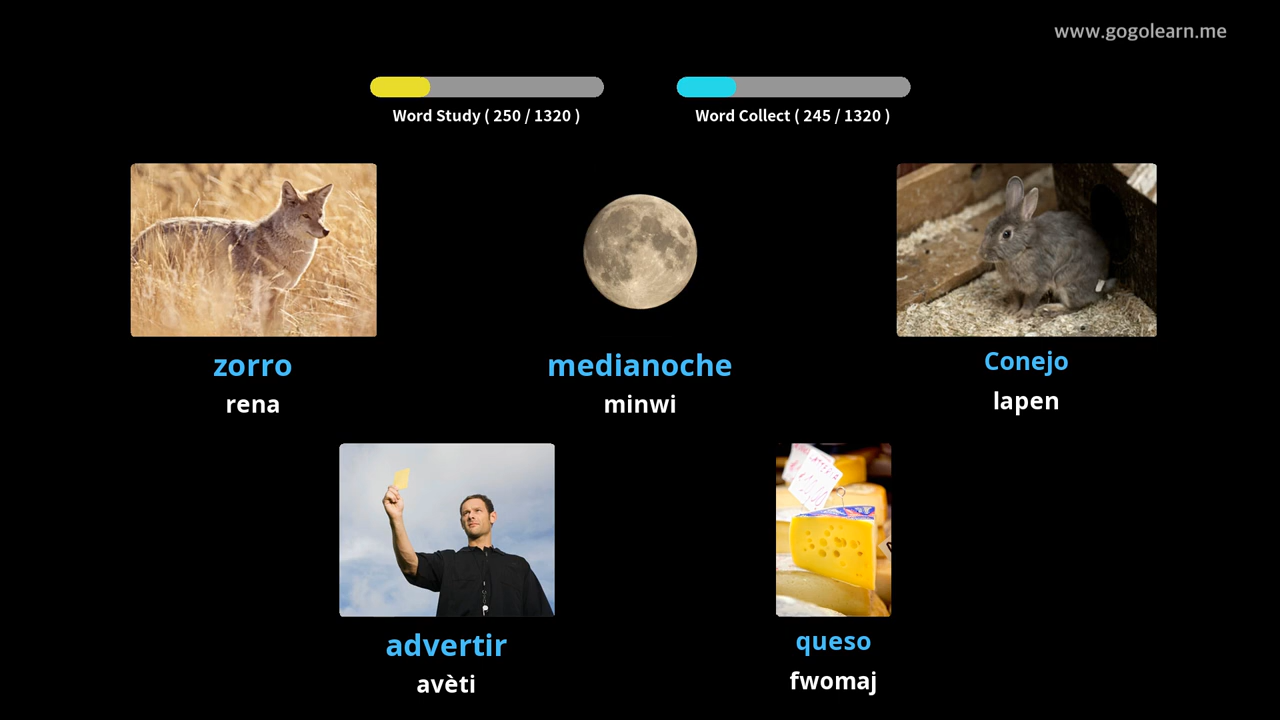 www.gogolearn.me
Word Study ( 250 / 1320 )
Word Collect ( 245 / 1320 )
zorro
rena
medianoche
minwi
Conejo
lapen
advertir
avèti
queso
fwomaj